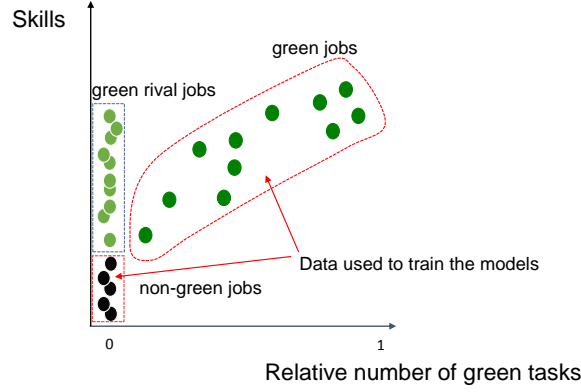 Skills
green jobs
green rival jobs
Data used to train the models
non-green jobs
0
1
Relative number of green tasks